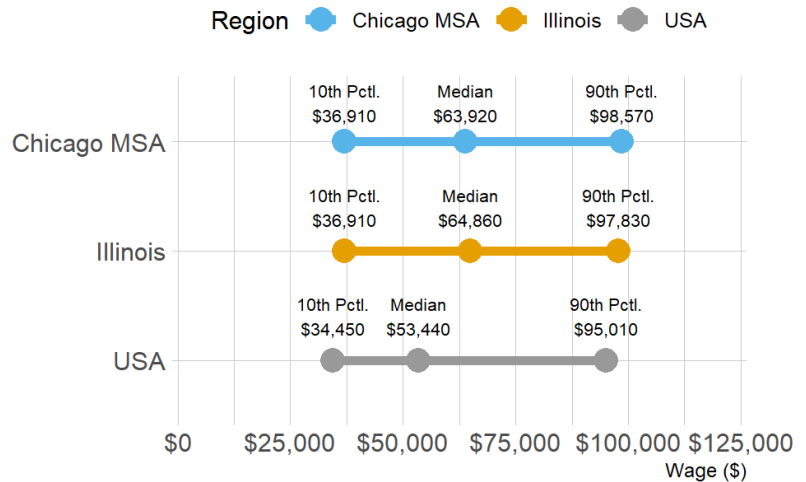 Region Chicago MSA Illinois USA
10th Pctl. Median 90th Pctl.
$36,910 $63,920 $98,570
Chicago MSA
10th Pctl. Median 90th Pctl.
$36,910 $64,860 $97,830
Illinois
10th Pctl. Median 90th Pctl.
$34,450 $53,440 $95,010
USA
$0 $25,000 $50,000 $75,000 $100,000 $125,000
Wage ($)